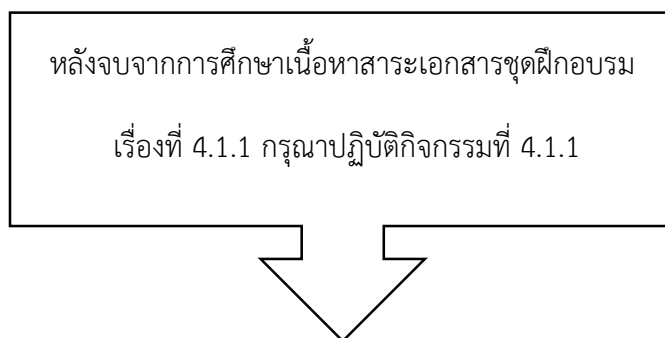 หลังจบจากการศึกษาเนื้อหาสาระเอกสารชุดฝึกอบรม
เรื่องที่ 4.1.1 กรุณาปฏิบัติกิจกรรมที่ 4.1.1